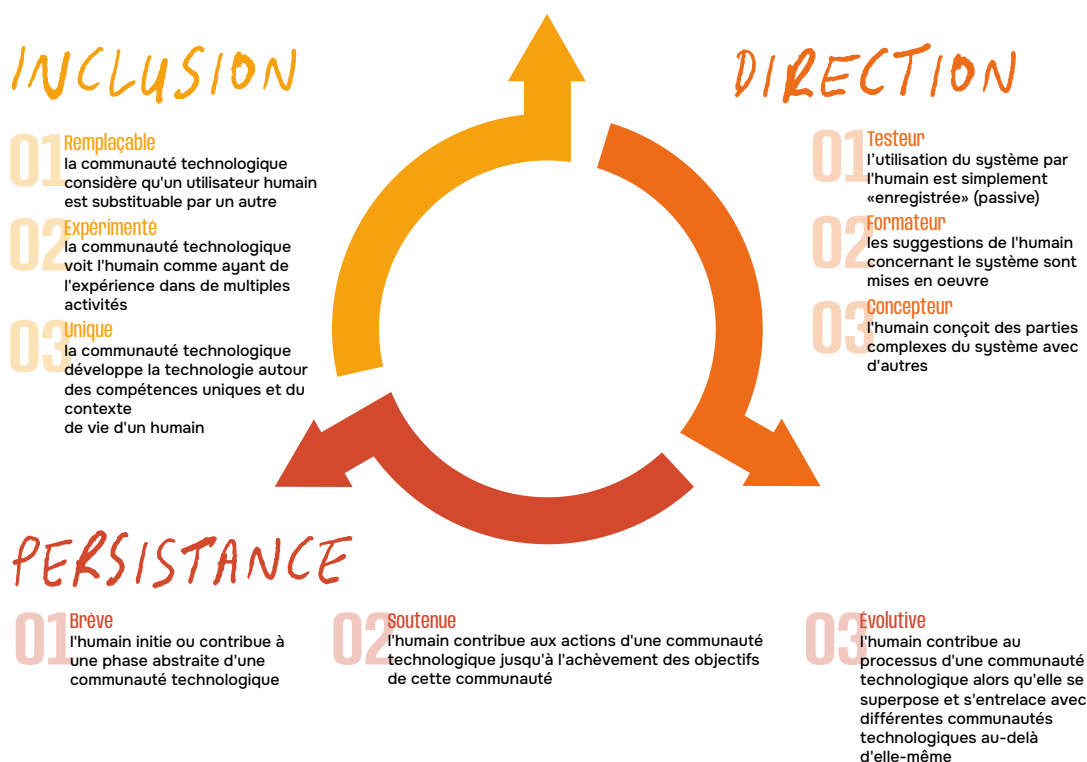 INCLUSION
01
Remplaçable
la communauté technologique
considère qu'un utilisateur humain
est substituable par un autre
02
Expérimenté
la communauté technologique
voit l'humain comme ayant de
l'expérience dans de multiples
activités
03
Unique
la communauté technologique
développe la technologie autour
des compétences uniques et du
contexte
de vie d'un humain
DIRECTION
01
Testeur
l’utilisation du système par
l'humain est simplement
«enregistrée» (passive)
02
Formateur
les suggestions de l'humain
concernant le système sont
mises en oeuvre
03
Concepteur
l'humain conçoit des parties
complexes du système avec
d'autres
PERSISTANCE
01
Brève
l'humain initie ou contribue à
une phase abstraite d'une
communauté technologique
02
Soutenue
l'humain contribue aux actions d'une communauté
technologique jusqu'à l'achèvement des objectifs
de cette communauté
03
Évolutive
l'humain contribue au
processus d'une communauté
technologique alors qu'elle se
superpose et s'entrelace avec
différentes communautés
technologiques au-delà
d'elle-même